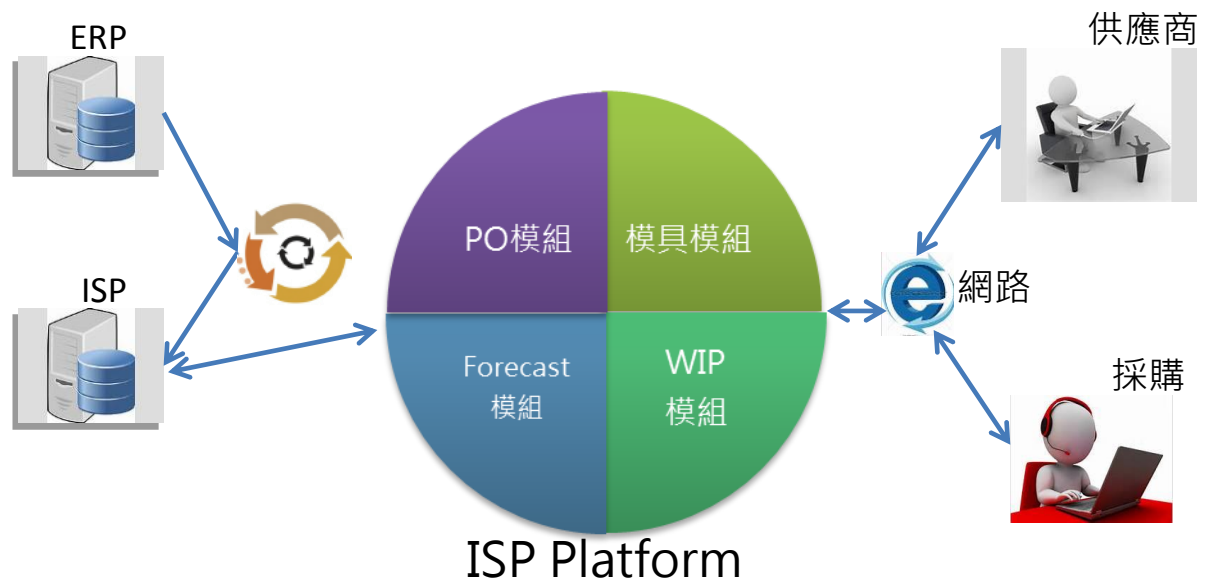 ERP
供應商
PO模組
模具模組
ISP
網路
Forecast
模組
WIP
模組
採購
ISP Platform